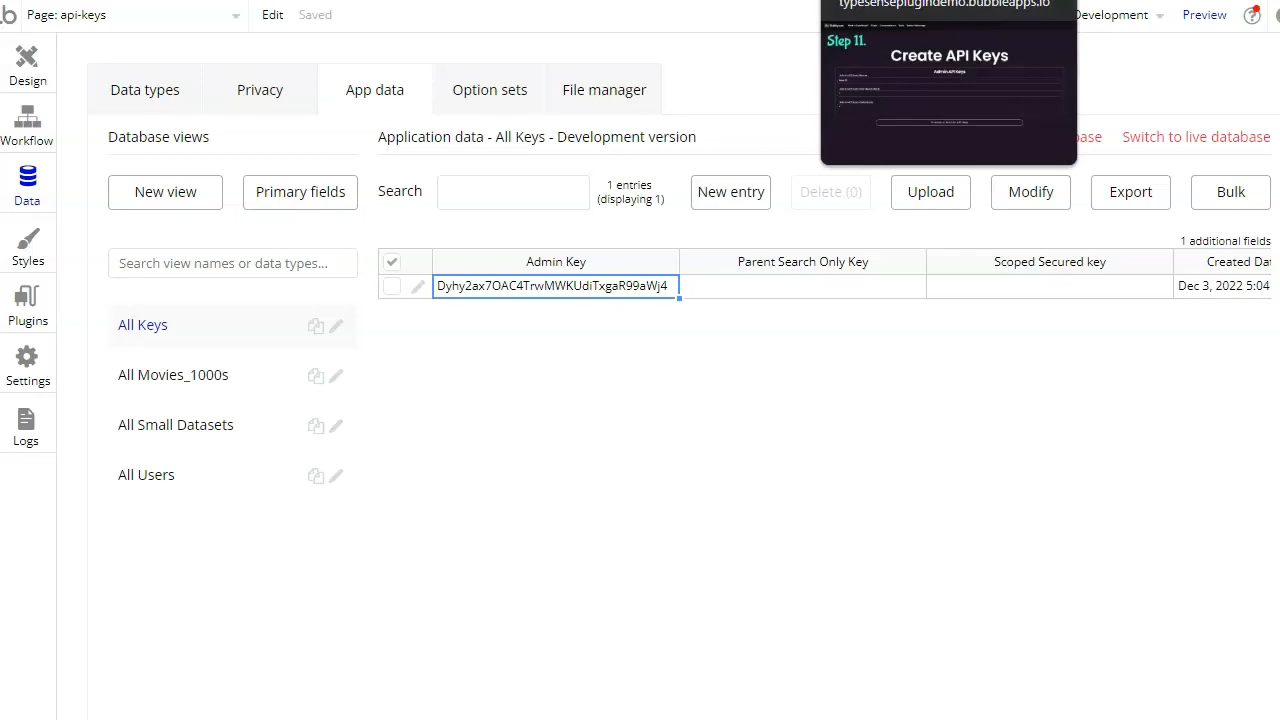 .b Page: api-keys Edit Saved
typesenseplugindemo.bubbleapps.io
Development Preview
Step 11.
Create API Keys
Admin API Keys
Design
Workflow
Data
Styles
Plugins
Settings
Logs
Data types Privacy App data Option sets File manager
Database views
Application data - All Keys - Development version
base Switch to live database
New view Primary fields
Search
1 entries
(displaying 1)
New entry Delete (0) Upload Modify Export Bulk
1 additional fields
Search view names or data types...
Admin Key Parent Search Only Key Scoped Secured key Created Dat
Dyhy2ax7OAC4TrwMWKUdiTxgaR99aWj4 Dec 3, 2022 5:04
All Keys
All Movies_1000s
All Small Datasets
All Users